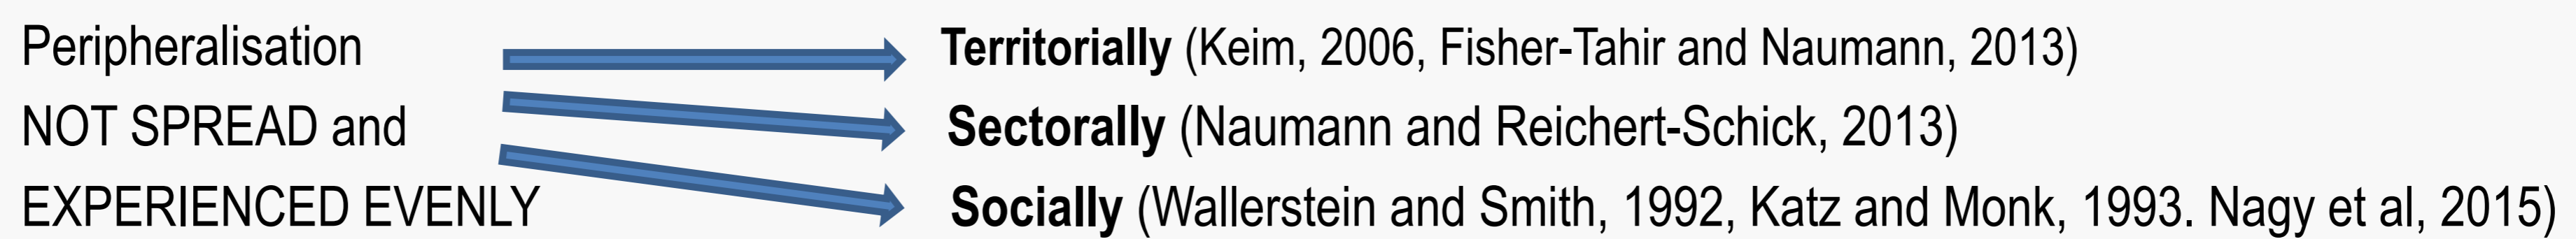 Peripheralisation
NOT SPREAD and
EXPERIENCED EVENLY
Territorially (Keim, 2006, Fisher-Tahir and Naumann, 2013)
Sectorally (Naumann and Reichert-Schick, 2013)
Socially (Wallerstein and Smith, 1992, Katz and Monk, 1993. Nagy et al, 2015)